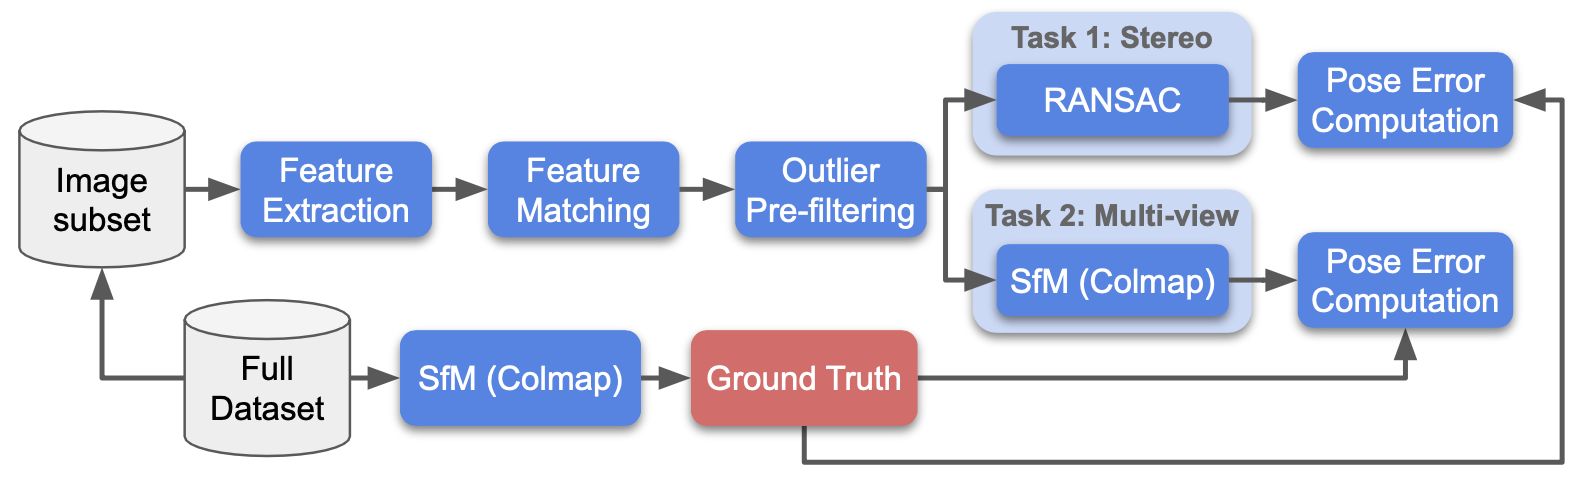 Image
subset
Feature
Extraction
Feature
Matching
Outlier
Pre-filtering
Task 1: Stereo
RANSAC
Pose Error
Computation
Task 2: Multi-view
SfM (Colmap)
Pose Error
Computation
Full
Dataset
SfM (Colmap)
Ground Truth